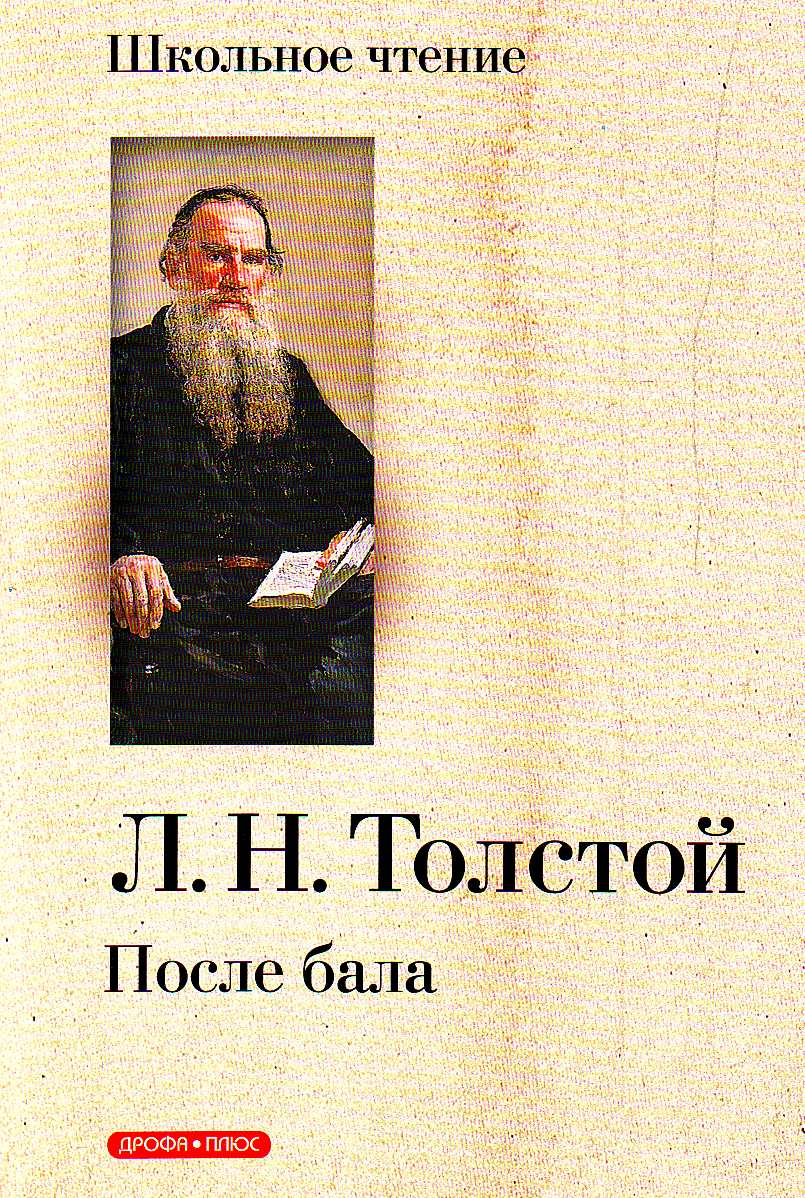 Школьное чтение
Л. Н. Толстой
После бала
ДРОФА • ПЛЮС